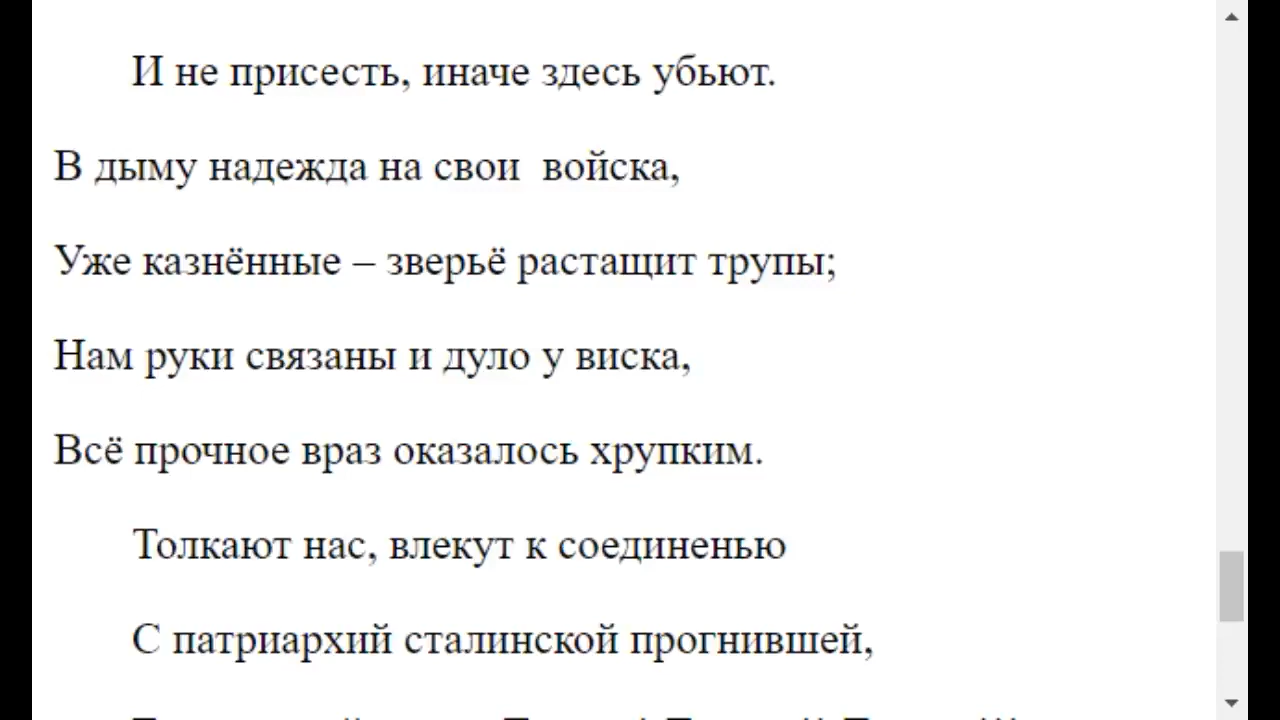 И не присесть, иначе здесь убьют.
В дыму надежда на свои  войска,
Уже казнённые – зверьё растащит трупы;
Нам руки связаны и дуло у виска,
Всё прочное враз оказалось хрупким.
Толкают нас, влекут к соединенью
С патриархий сталинской прогнившей,